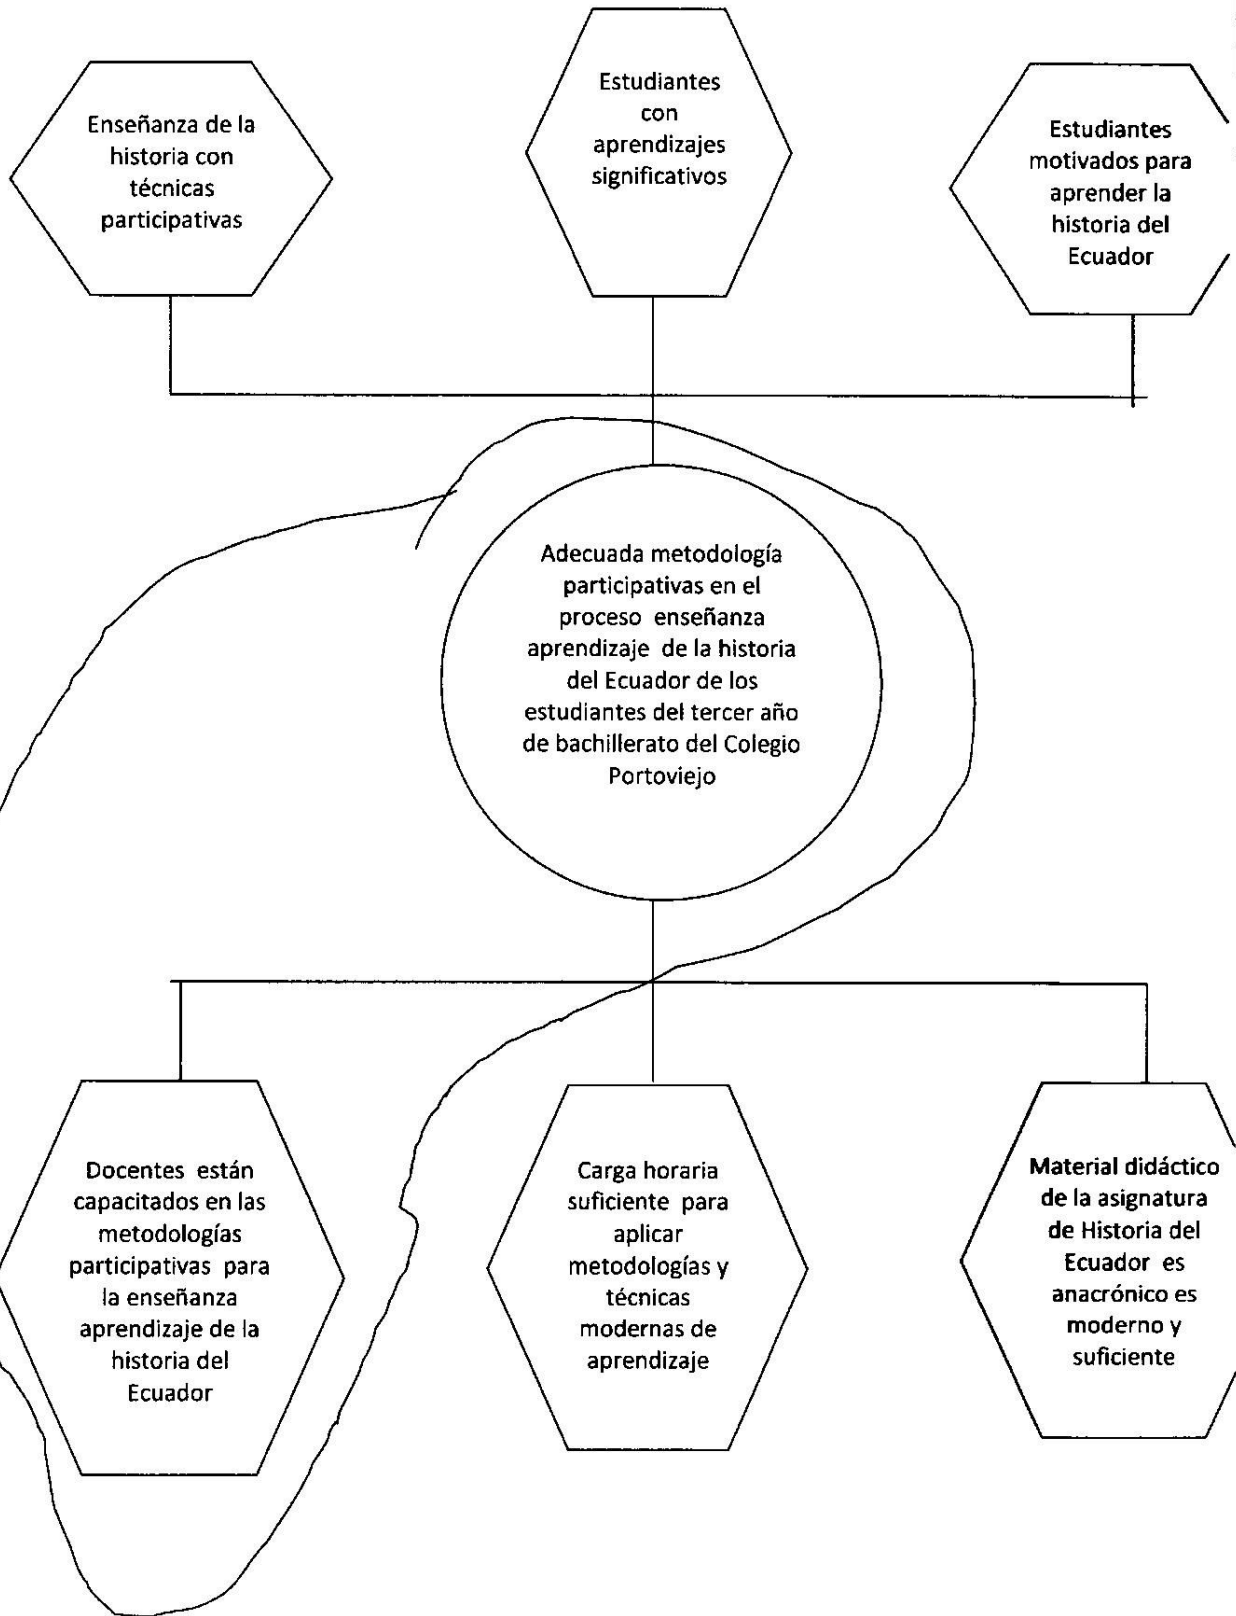 Enseñanza de la
historia con
técnicas
participativas
Estudiantes
con
aprendizajes
significativos
Estudiantes
motivados para
aprender la
historia del
Ecuador
Adecuada metodología
participativas en el
proceso enseñanza
aprendizaje de la historia
del Ecuador de los
estudiantes del tercer año
de bachillerato del Colegio
Portoviejo
Docentes están
capacitados en las
metodologías
participativas para
la enseñanza
aprendizaje de la
historia del
Ecuador
Carga horaria
suficiente para
aplicar
metodologías y
técnicas
modernas de
aprendizaje
Material didáctico
de la asignatura
de Historia del
Ecuador es
anacrónico es
moderno y
suficiente